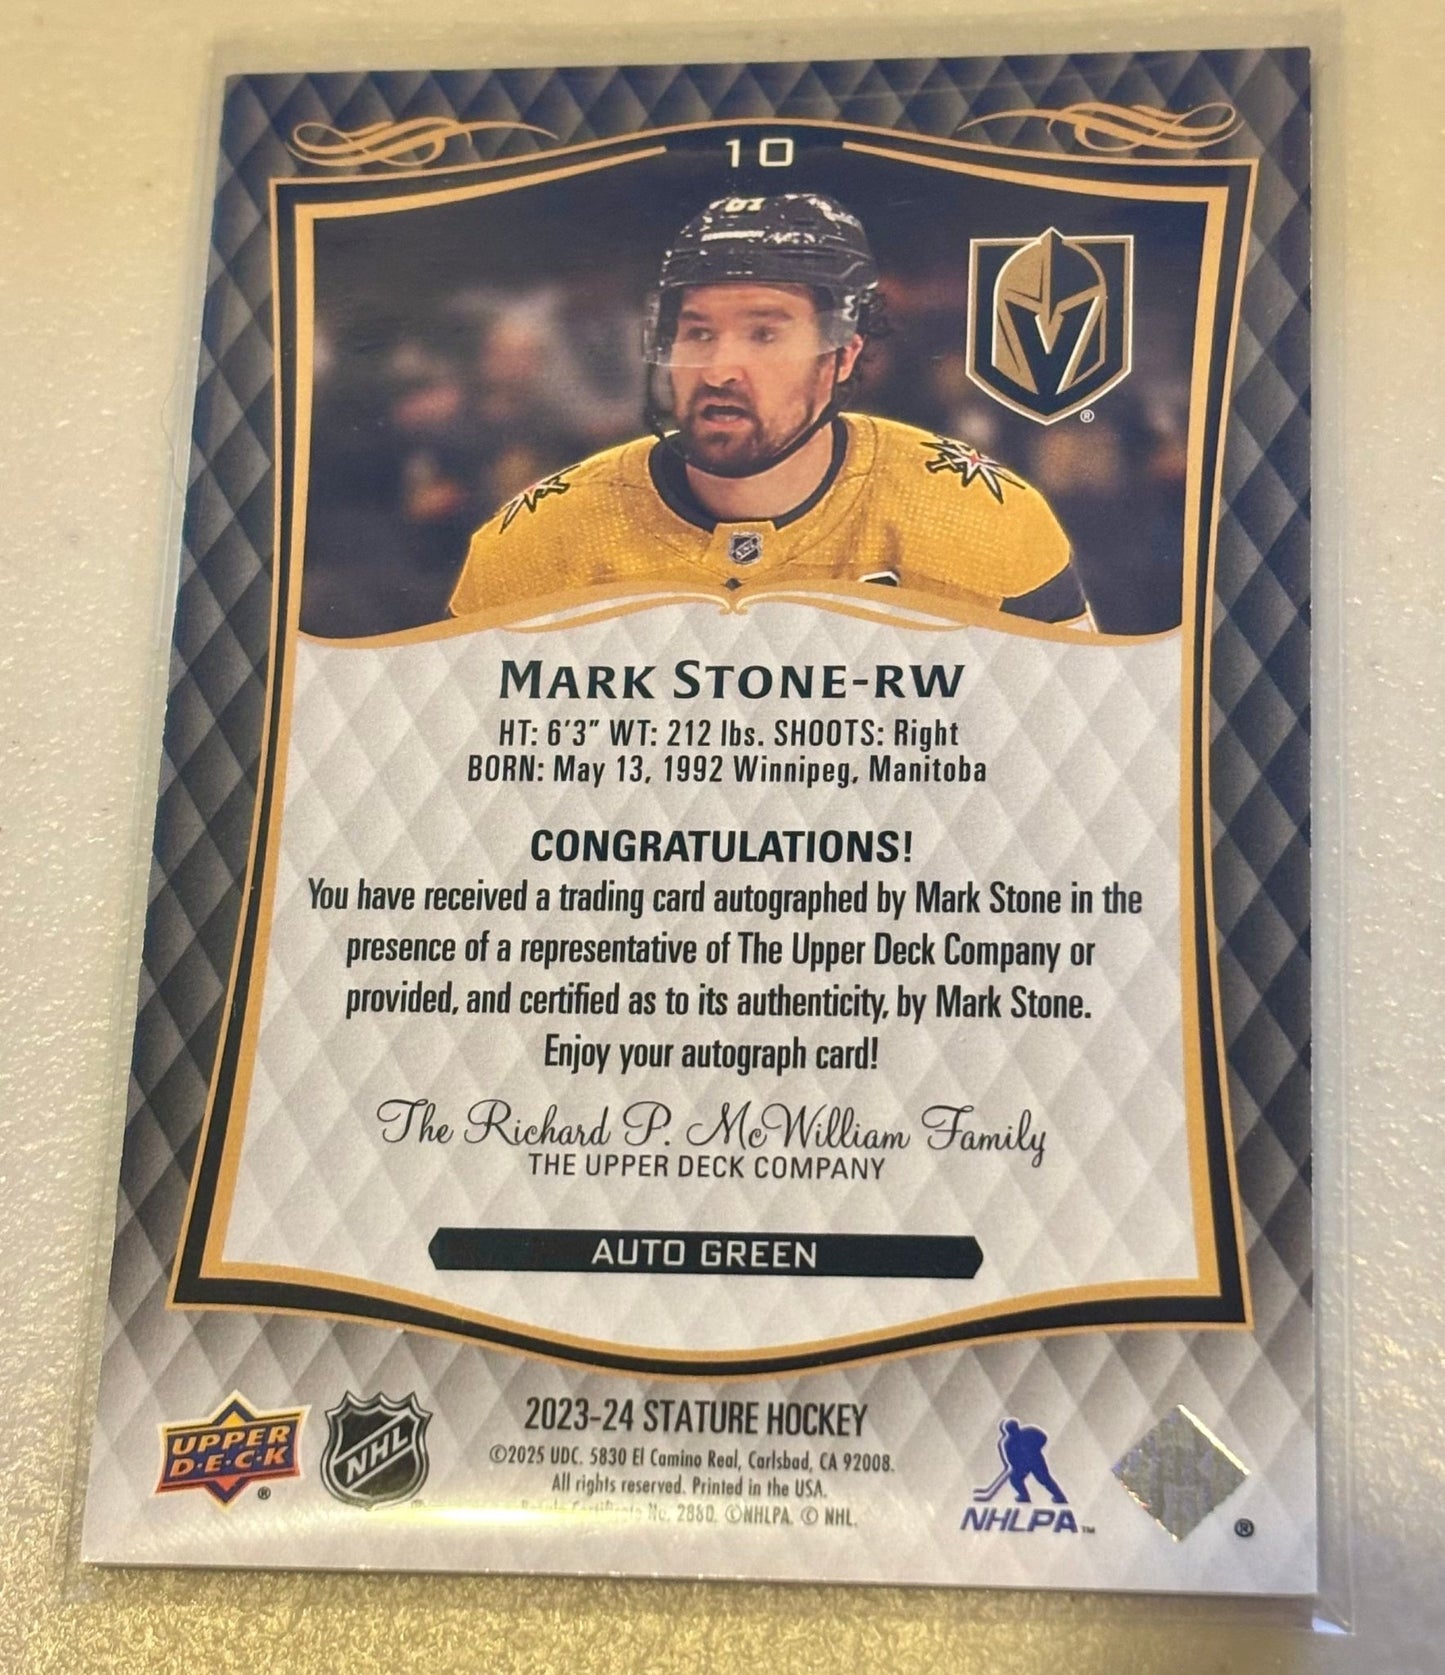 10
61
MARK STONE-RW
HT: 6'3" WT: 212 lbs. SHOOTS: Right
BORN: May 13, 1992 Winnipeg, Manitoba
CONGRATULATIONS!
You have received a trading card autographed by Mark Stone in the
presence of a representative of The Upper Deck Company or
provided, and certified as to its authenticity, by Mark Stone.
Enjoy your autograph card!
The Richard P. McWilliam Family
THE UPPER DECK COMPANY
AUTO GREEN
UPPER
D·E·C·K
®
NHL
2023-24 STATURE HOCKEY
©2025 UDC. 5830 El Camino Real, Carlsbad, CA 92008.
All rights reserved. Printed in the USA.
No. 2880. ©NHLPA. © NHL.
NHLPA™
®